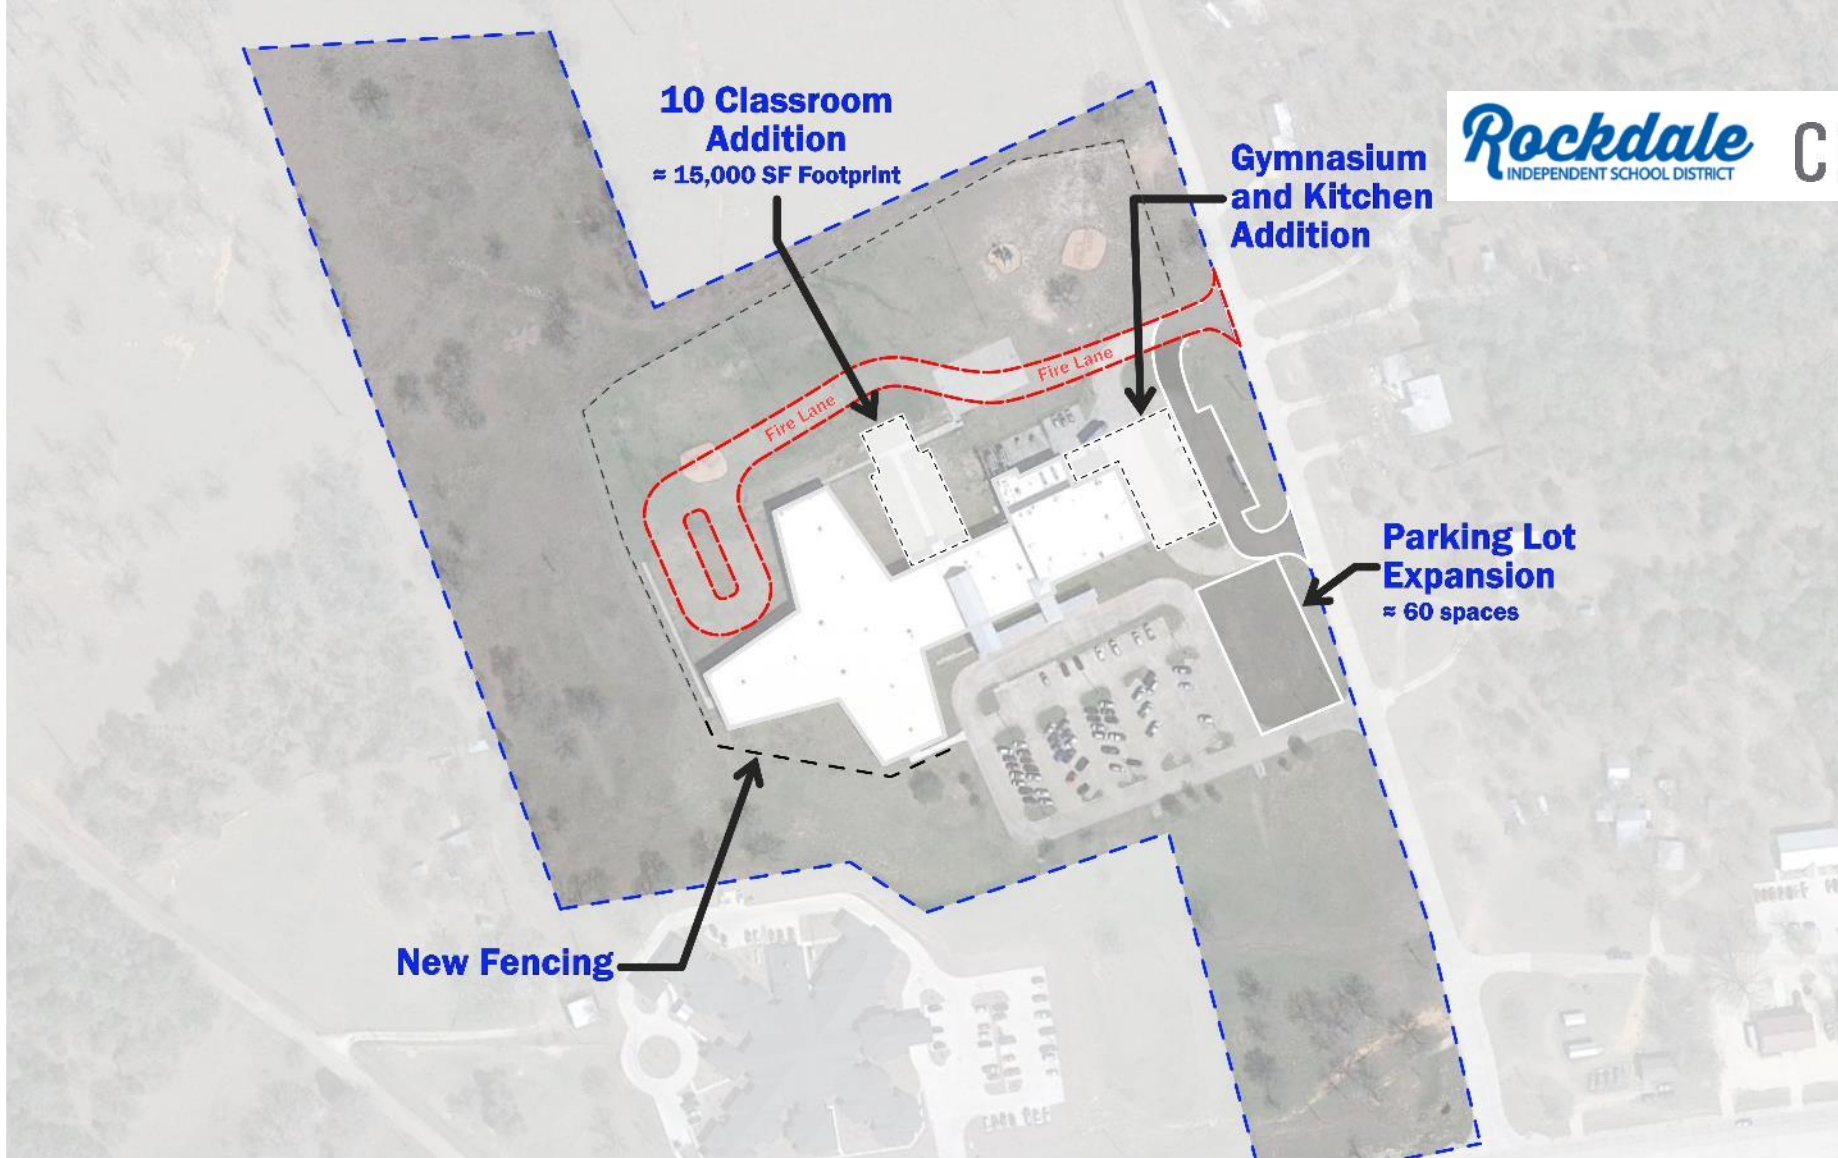 10 Classroom
Addition
≈ 15,000 SF Footprint
Gymnasium
and Kitchen
Addition
Rockdale
INDEPENDENT SCHOOL DISTRICT
C
Fire Lane
Fire Lane
Parking Lot
Expansion
≈ 60 spaces
New Fencing